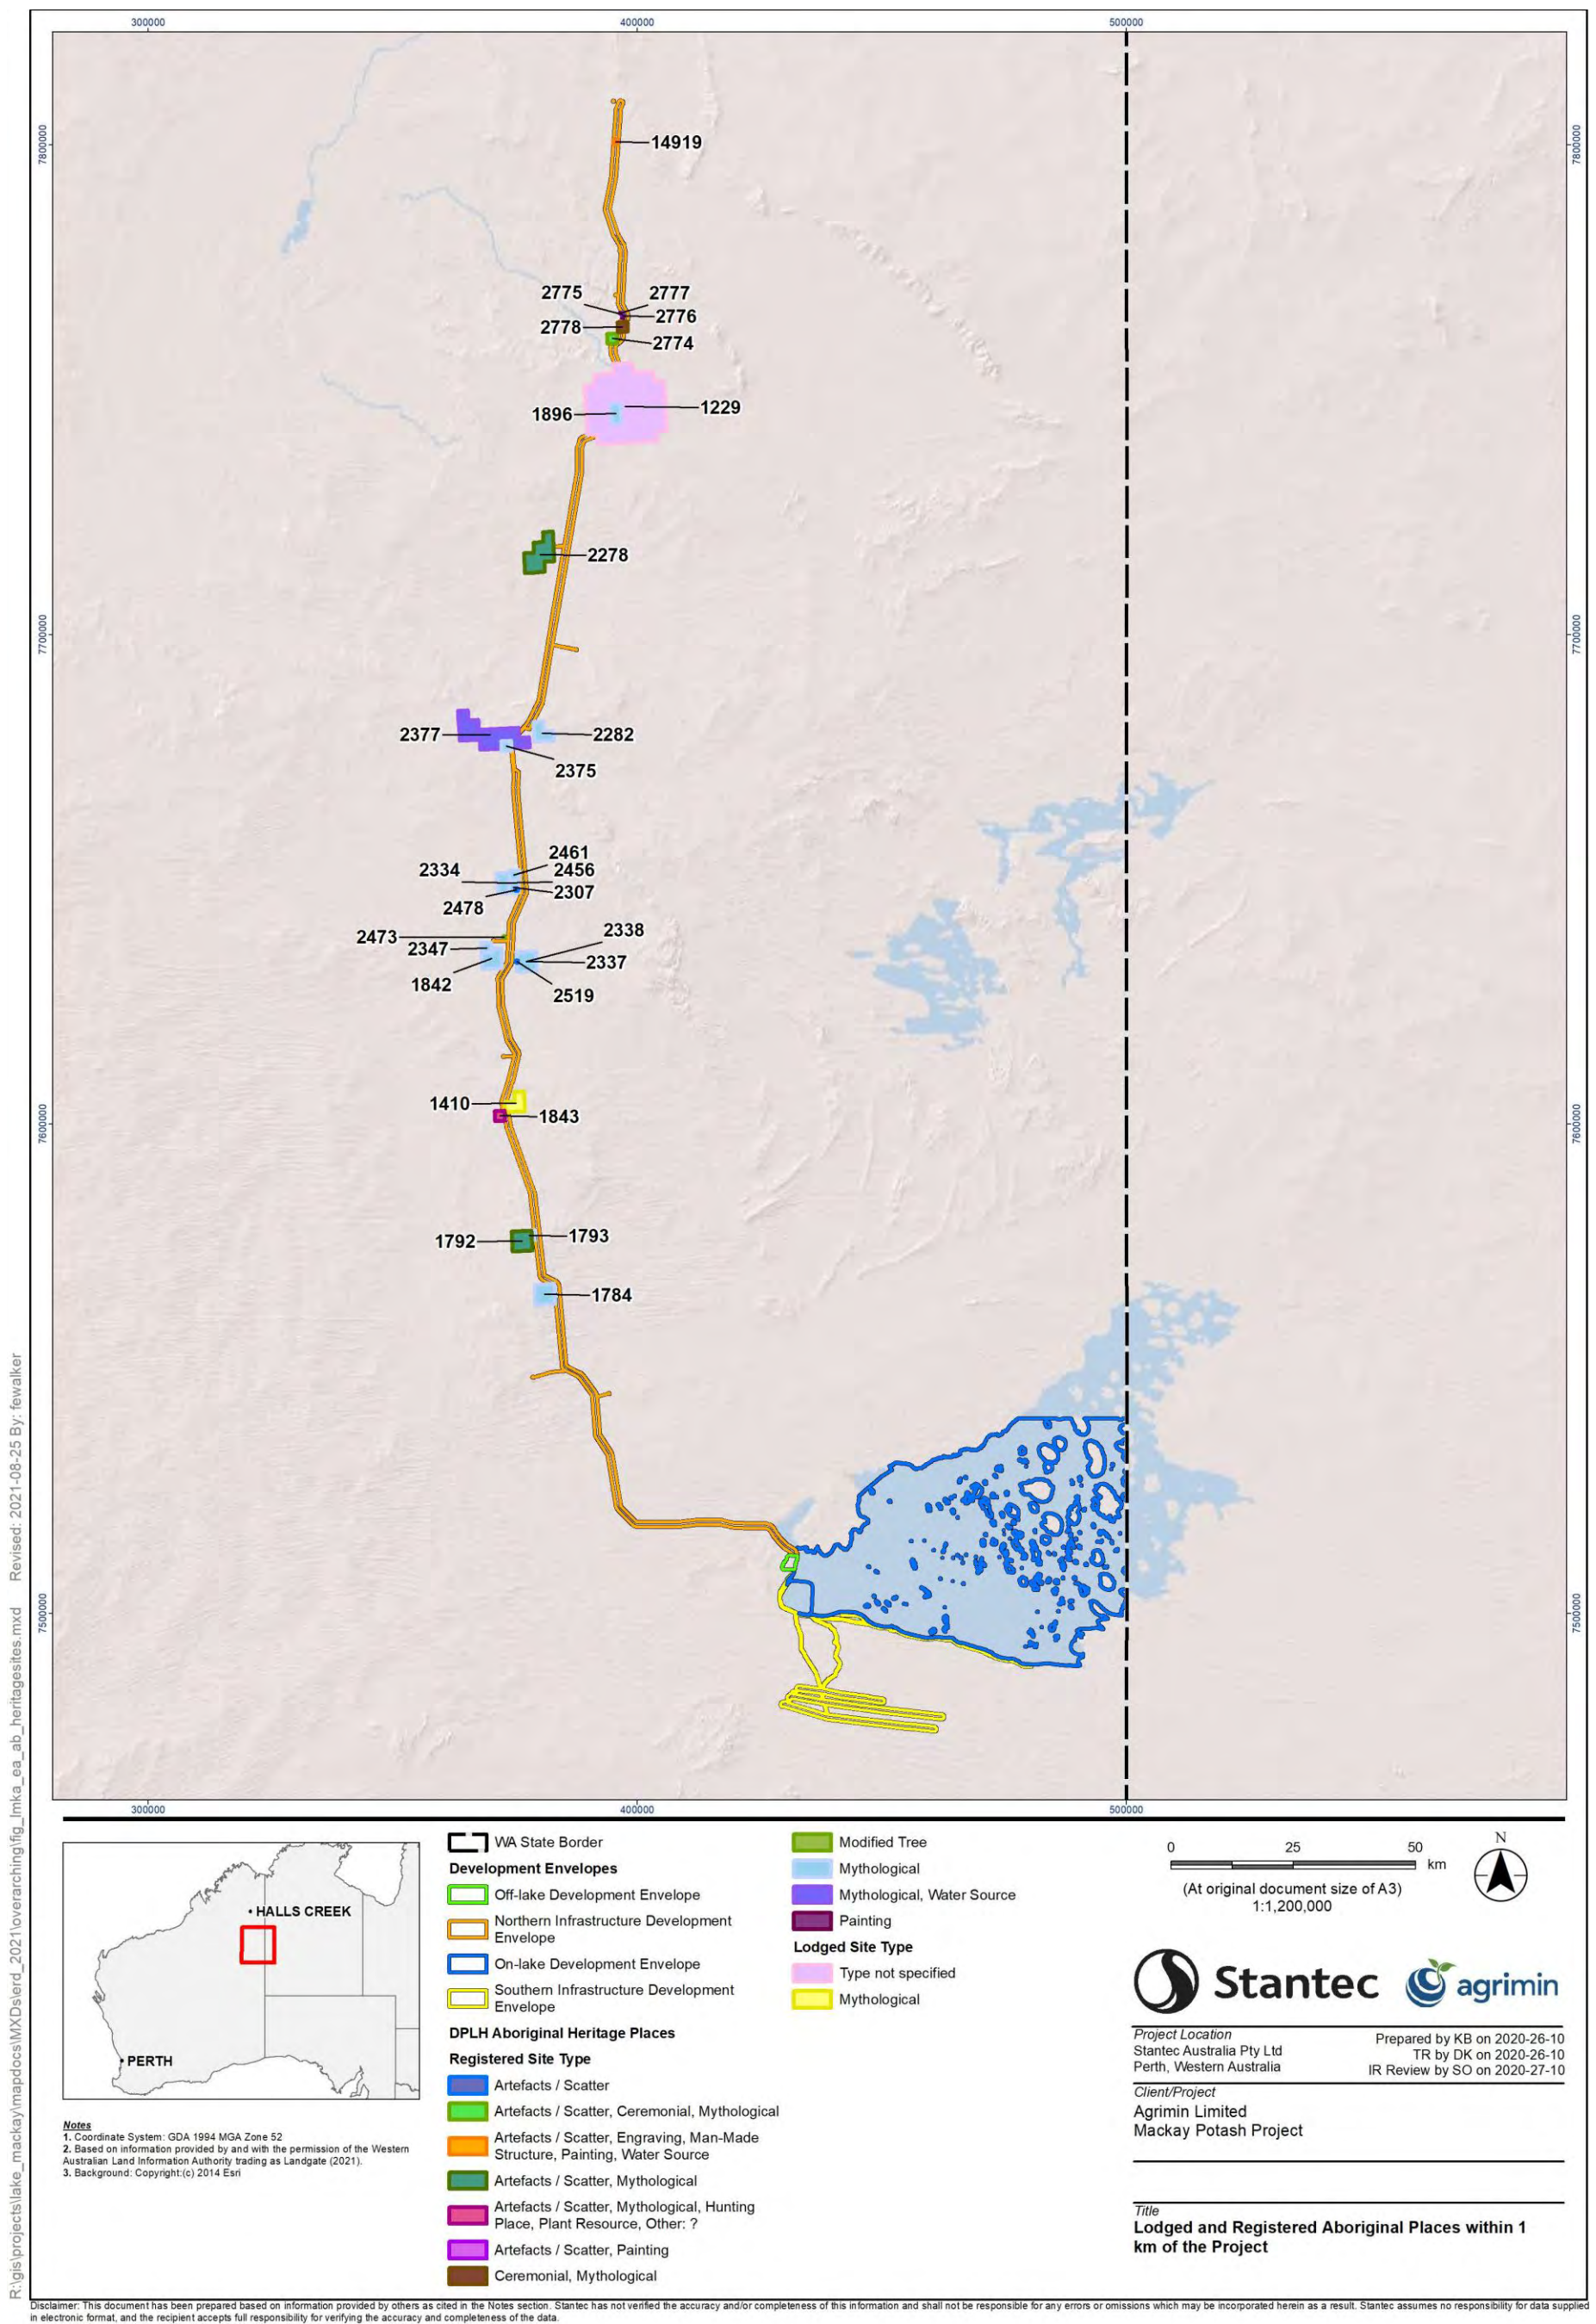 300000
400000
500000
7800000
7800000
14919
2775
2777
2776
2778
2774
1896
1229
2278
7700000
7700000
2377
2282
2375
2461
2334
2456
2307
2478
2473
2338
2347
2337
1842
2519
7600000
7600000
1410
1843
1792
1793
1784
7500000
7500000
300000
400000
500000
R:\gis\projects\lake_mackay\mapdocs\MXDs\erd_2021\overarching\fig_lmka_ea_ab_heritagesites.mxd Revised: 2021-08-25 By: fewalker
HALLS CREEK
PERTH
Notes
1. Coordinate System: GDA 1994 MGA Zone 52
2. Based on information provided by and with the permission of the Western
Australian Land Information Authority trading as Landgate (2021).
3. Background: Copyright:(c) 2014 Esri
WA State Border
Development Envelopes
Off-lake Development Envelope
Northern Infrastructure Development
Envelope
On-lake Development Envelope
Southern Infrastructure Development
Envelope
DPLH Aboriginal Heritage Places
Registered Site Type
Artefacts / Scatter
Artefacts / Scatter, Ceremonial, Mythological
Artefacts / Scatter, Engraving, Man-Made
Structure, Painting, Water Source
Artefacts / Scatter, Mythological
Artefacts / Scatter, Mythological, Hunting
Place, Plant Resource, Other: ?
Artefacts / Scatter, Painting
Ceremonial, Mythological
Modified Tree
Mythological
Mythological, Water Source
Painting
Lodged Site Type
Type not specified
Mythological
0 25 50
km
(At original document size of A3)
1:1,200,000
N
Stantec
agrimin
Project Location
Stantec Australia Pty Ltd
Perth, Western Australia
Prepared by KB on 2020-26-10
TR by DK on 2020-26-10
IR Review by SO on 2020-27-10
Client/Project
Agrimin Limited
Mackay Potash Project
Title
Lodged and Registered Aboriginal Places within 1
km of the Project
Disclaimer: This document has been prepared based on information provided by others as cited in the Notes section. Stantec has not verified the accuracy and/or completeness of this information and shall not be responsible for any errors or omissions which may be incorporated herein as a result. Stantec assumes no responsibility for data supplied
in electronic format, and the recipient accepts full responsibility for verifying the accuracy and completeness of the data.